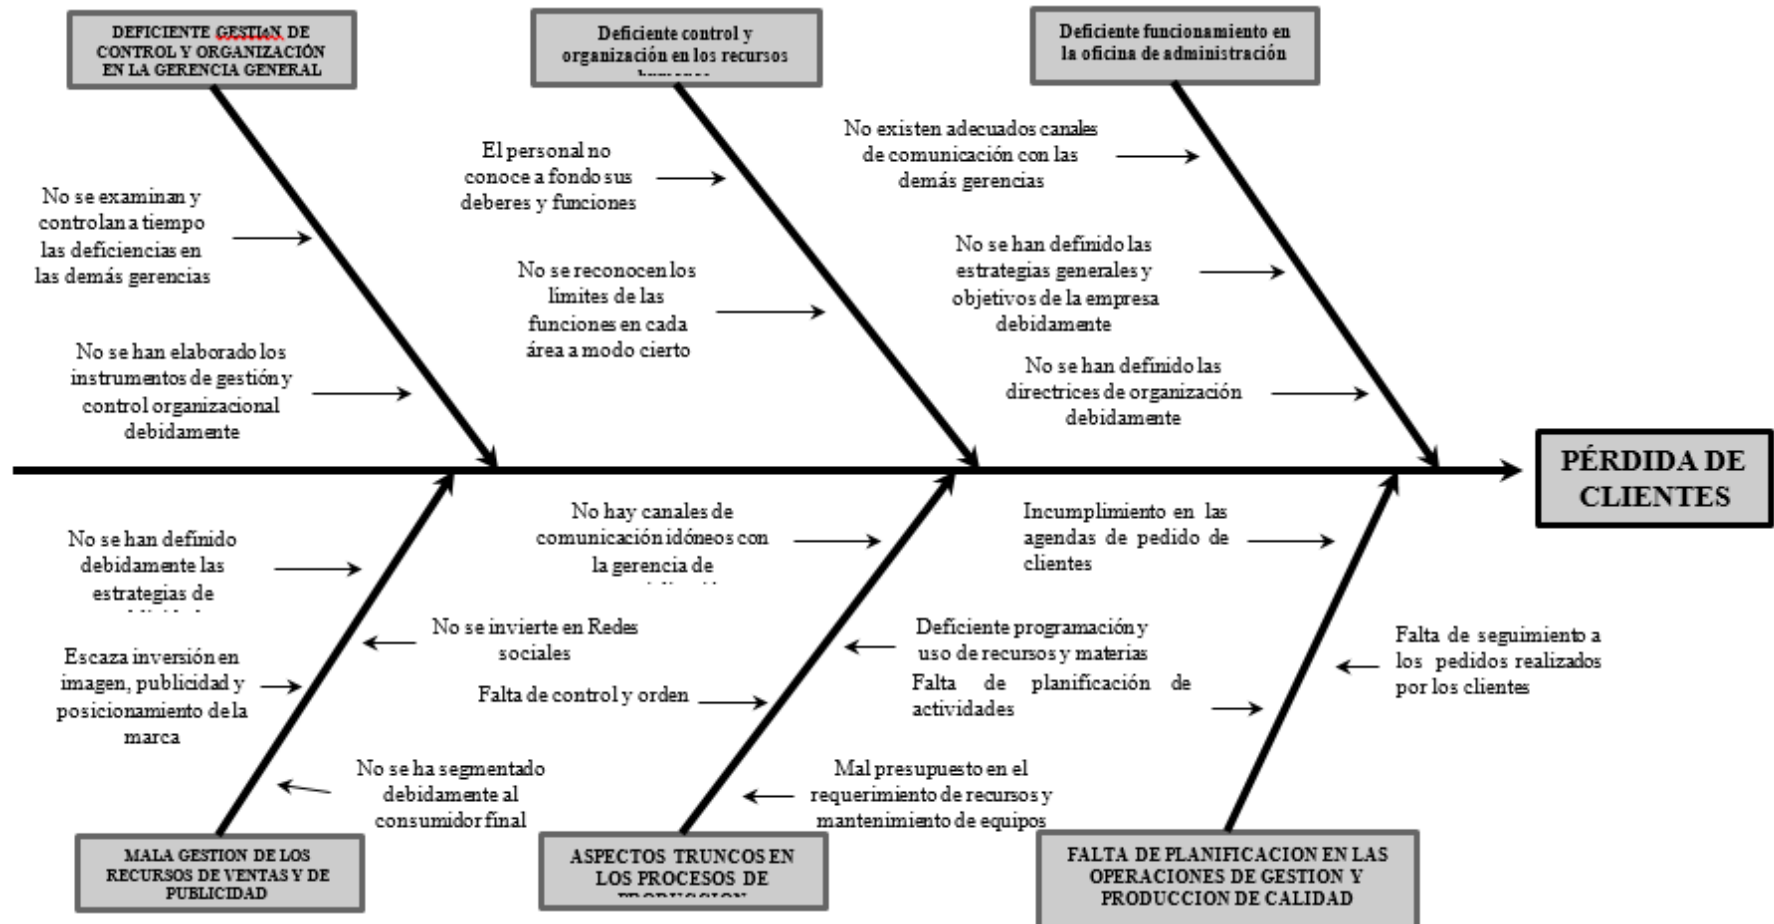 DEFICIENTE GESTIóN DE
CONTROL Y ORGANIZACIÓN
EN LA GERENCIA GENERAL
Deficiente control y
organización en los recursos
Deficiente funcionamiento en
la oficina de administración
No se examinan y
controlan a tiempo
las deficiencias en
las demás gerencias
No se han elaborado los
instrumentos de gestión y
control organizacional
debidamente
El personal no
conoce a fondo sus
deberes y funciones
No se reconocen los
límites de las
funciones en cada
área a modo cierto
No existen adecuados canales
de comunicación con las
demás gerencias
No se han definido las
estrategias generales y
objetivos de la empresa
debidamente
No se han definido las
directrices de organización
debidamente
PÉRDIDA DE
CLIENTES
No se han definido
debidamente las
estrategias de
Escaza inversión en
imagen, publicidad y
posicionamiento de la
marca
No se invierte en Redes
sociales
No se ha segmentado
debidamente al
consumidor final
No hay canales de
comunicación idóneos con
la gerencia de
Falta de control y orden
Deficiente programación y
uso de recursos y materias
Mal presupuesto en el
requerimiento de recursos y
mantenimiento de equipos
Incumplimiento en las
agendas de pedido de
clientes
Falta de planificación de
actividades
Falta de seguimiento a
los pedidos realizados
por los clientes
MALA GESTION DE LOS
RECURSOS DE VENTAS Y DE
PUBLICIDAD
ASPECTOS TRUNCOS EN
LOS PROCESOS DE
FALTA DE PLANIFICACION EN LAS
OPERACIONES DE GESTION Y
PRODUCCION DE CALIDAD